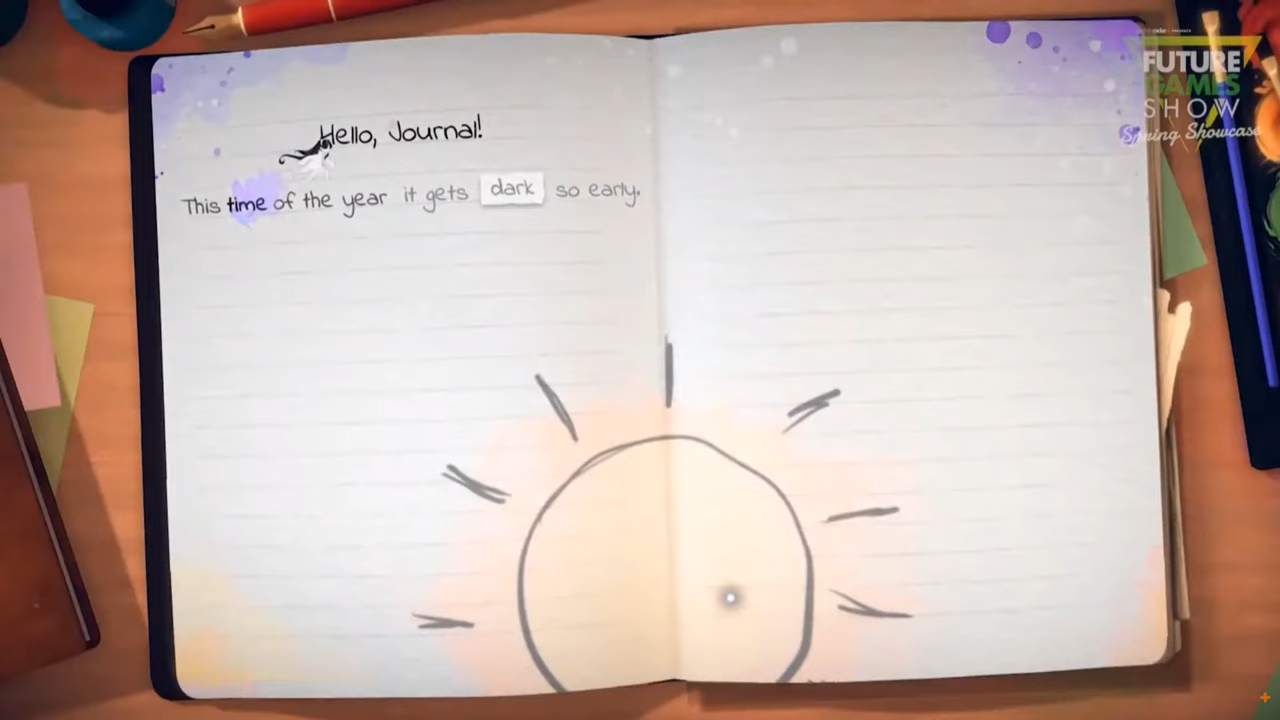 Hello, Journal!
This time of the year it gets dark so early.
FUTURE
GAMES
SHOW
Spring Showcase